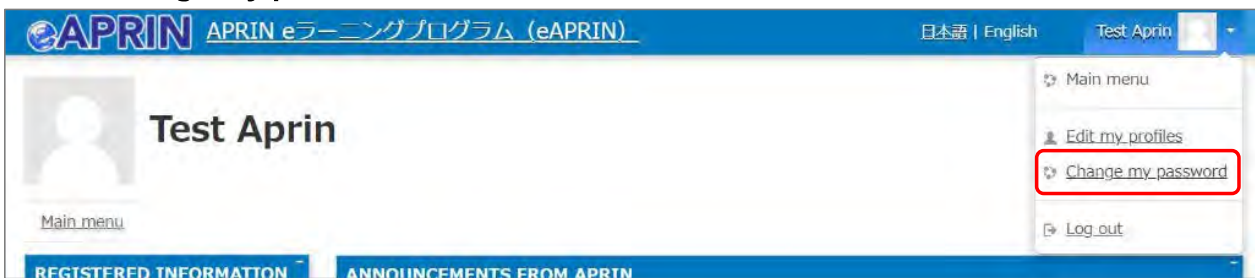 APRIN APRIN eラーニングプログラム（eAPRIN）
日本語 | English
Test Aprin
Main menu
Edit my profiles
Change my password
Log out
Test Aprin
Main menu
REGISTERED INFORMATION
ANNOUNCEMENTS FROM APRIN